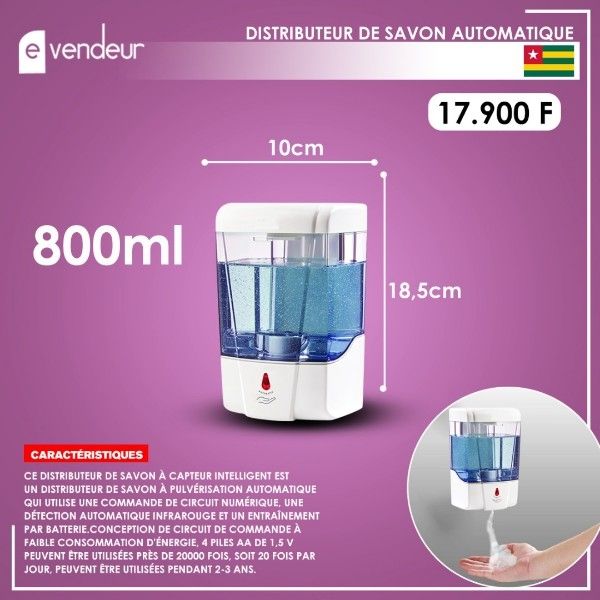 e vendeur
DISTRIBUTEUR DE SAVON AUTOMATIQUE
17.900 F
10cm
800ml
18,5cm
CARACTÉRISTIQUES
CE DISTRIBUTEUR DE SAVON À CAPTEUR INTELLIGENT EST
UN DISTRIBUTEUR DE SAVON À PULVÉRISATION AUTOMATIQUE
QUI UTILISE UNE COMMANDE DE CIRCUIT NUMÉRIQUE, UNE
DÉTECTION AUTOMATIQUE INFRAROUGE ET UN ENTRAÎNEMENT
PAR BATTERIE.CONCEPTION DE CIRCUIT DE COMMANDE À
FAIBLE CONSOMMATION D'ÉNERGIE, 4 PILES AA DE 1,5 V
PEUVENT ÊTRE UTILISÉES PRÈS DE 20000 FOIS, SOIT 20 FOIS PAR
JOUR, PEUVENT ÊTRE UTILISÉES PENDANT 2-3 ANS.